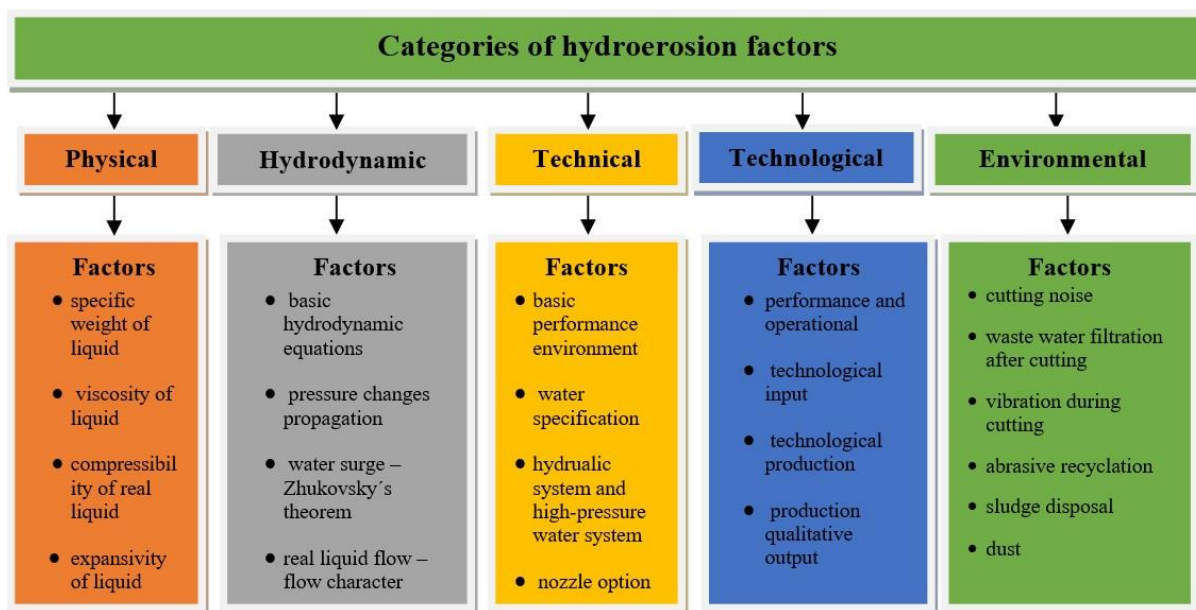 Categories of hydroerosion factors
Physical
Hydrodynamic
Technical
Technological
Environmental
Factors
● specific
weight of
liquid
● viscosity of
liquid
● compressibil
ity of real
liquid
● expansivity
of liquid
Factors
● basic
hydrodynamic
equations
● pressure changes
propagation
● water surge –
Zhukovsky´s
theorem
● real liquid flow –
flow character
Factors
● basic
performance
environment
● water
specification
● hydrualic
system and
high-pressure
water system
● nozzle option
Factors
● performance and
operational
● technological
input
● technological
production
● production
qualitative
output
Factors
● cutting noise
● waste water filtration
after cutting
● vibration during
cutting
● abrasive recyclation
● sludge disposal
● dust